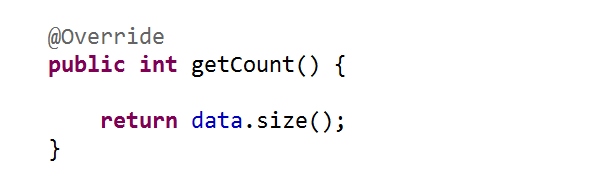 @Override
public int getCount() {
return data.size();
}